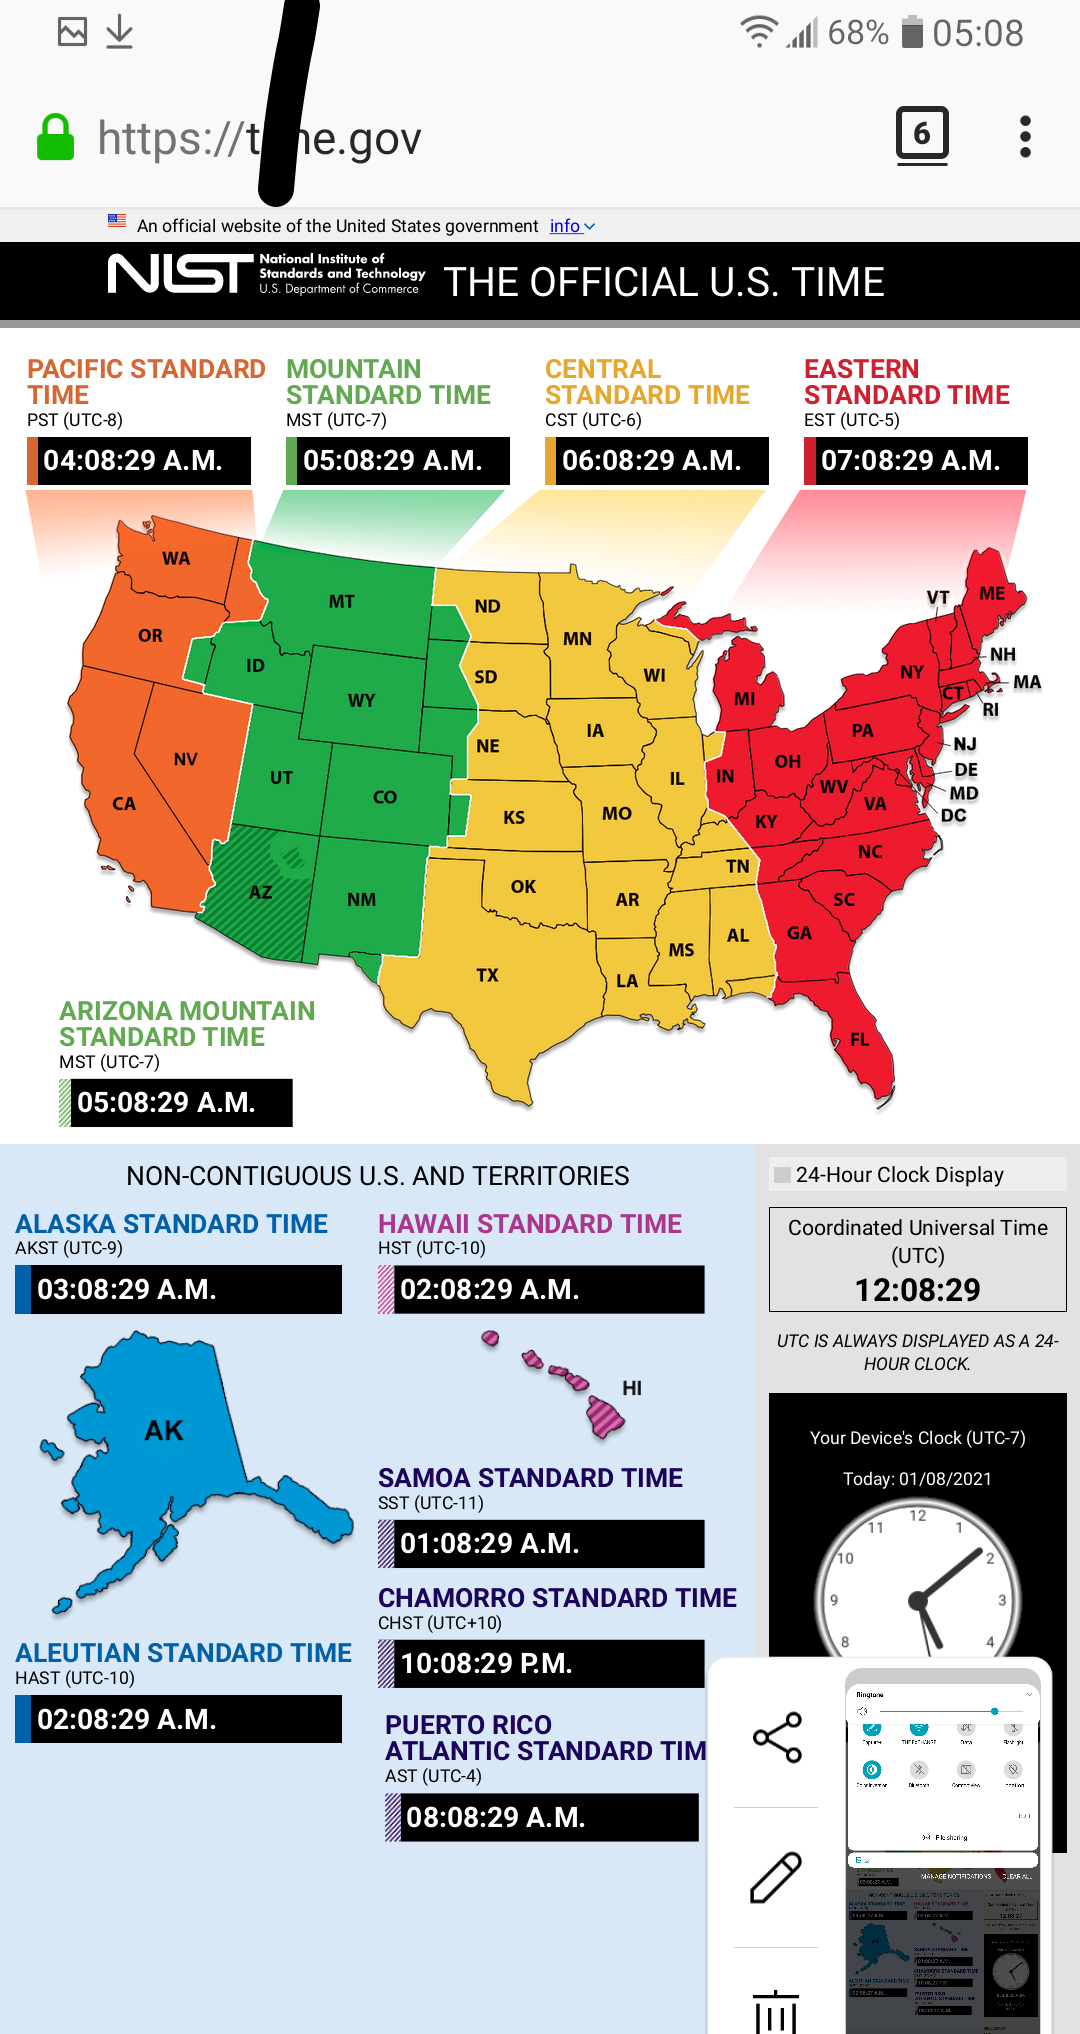 68% 05:08
https://t me.gov
6
An official website of the United States government info
NIST National Institute of
Standards and Technology
U.S. Department of Commerce
THE OFFICIAL U.S. TIME
PACIFIC STANDARD
TIME
PST (UTC-8)
04:08:29 A.M.
MOUNTAIN
STANDARD TIME
MST (UTC-7)
05:08:29 A.M.
CENTRAL
STANDARD TIME
CST (UTC-6)
06:08:29 A.M.
EASTERN
STANDARD TIME
EST (UTC-5)
07:08:29 A.M.
WA
OR
CA
NV
ID
MT
WY
UT
CO
AZ
NM
ND
SD
NE
KS
OK
TX
MN
IA
MO
AR
LA
WI
IL
MS
AL
TN
MI
IN
OH
KY
WV
VA
PA
NY
VT
ME
NH
MA
CT
RI
NJ
DE
MD
DC
NC
SC
GA
FL
ARIZONA MOUNTAIN
STANDARD TIME
MST (UTC-7)
05:08:29 A.M.
NON-CONTIGUOUS U.S. AND TERRITORIES
ALASKA STANDARD TIME
AKST (UTC-9)
03:08:29 A.M.
AK
ALEUTIAN STANDARD TIME
HAST (UTC-10)
02:08:29 A.M.
HAWAII STANDARD TIME
HST (UTC-10)
02:08:29 A.M.
HI
SAMOA STANDARD TIME
SST (UTC-11)
01:08:29 A.M.
CHAMORRO STANDARD TIME
CHST (UTC+10)
10:08:29 P.M.
PUERTO RICO
ATLANTIC STANDARD TIM
AST (UTC-4)
08:08:29 A.M.
24-Hour Clock Display
Coordinated Universal Time
(UTC)
12:08:29
UTC IS ALWAYS DISPLAYED AS A 24-
HOUR CLOCK.
Your Device's Clock (UTC-7)
Today: 01/08/2021
12
11 1
10 2
9 3
8 4
Ringtone
File sharing
MANAGE NOTIFICATIONS CLEAR ALL